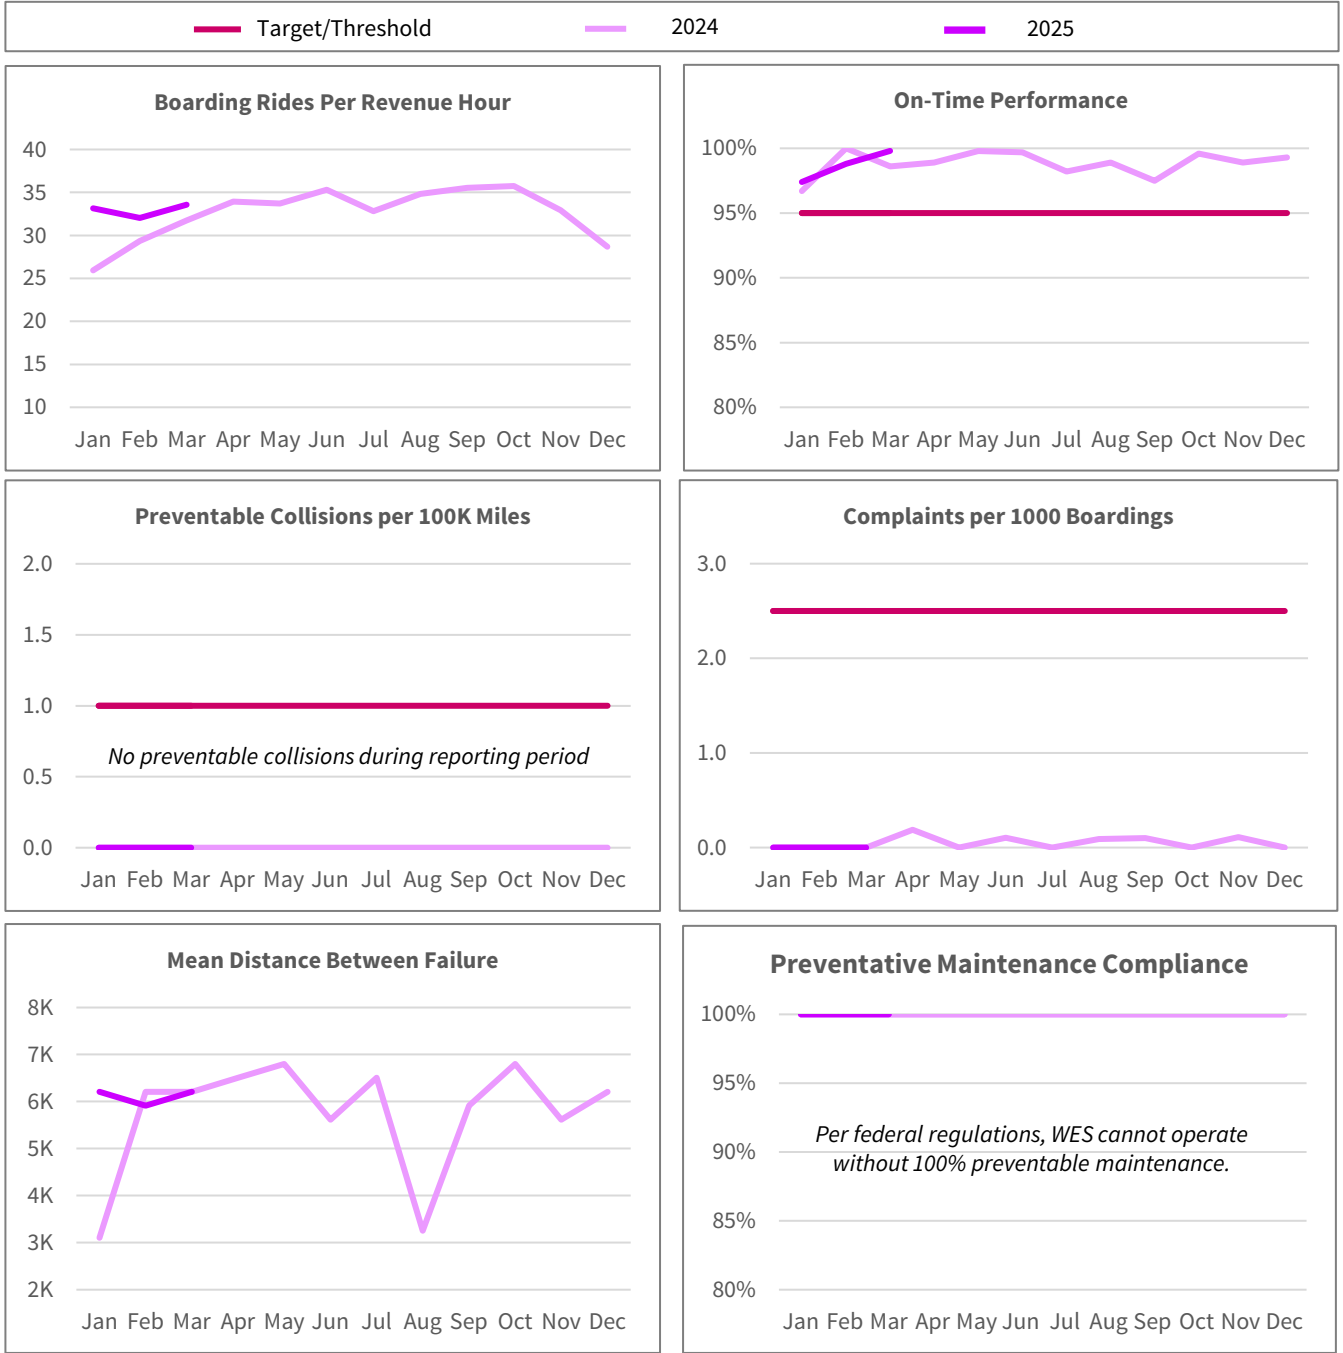 Target/Threshold 2024 2025
Boarding Rides Per Revenue Hour
40
35
30
25
20
15
10
Jan Feb Mar Apr May Jun Jul Aug Sep Oct Nov Dec
On-Time Performance
100%
95%
90%
85%
80%
Jan Feb Mar Apr May Jun Jul Aug Sep Oct Nov Dec
Preventable Collisions per 100K Miles
2.0
1.5
1.0
No preventable collisions during reporting period
0.5
0.0
Jan Feb Mar Apr May Jun Jul Aug Sep Oct Nov Dec
Complaints per 1000 Boardings
3.0
2.0
1.0
0.0
Jan Feb Mar Apr May Jun Jul Aug Sep Oct Nov Dec
Mean Distance Between Failure
8K
7K
6K
5K
4K
3K
2K
Jan Feb Mar Apr May Jun Jul Aug Sep Oct Nov Dec
Preventative Maintenance Compliance
100%
95%
Per federal regulations, WES cannot operate
90%
without 100% preventable maintenance.
85%
80%
Jan Feb Mar Apr May Jun Jul Aug Sep Oct Nov Dec